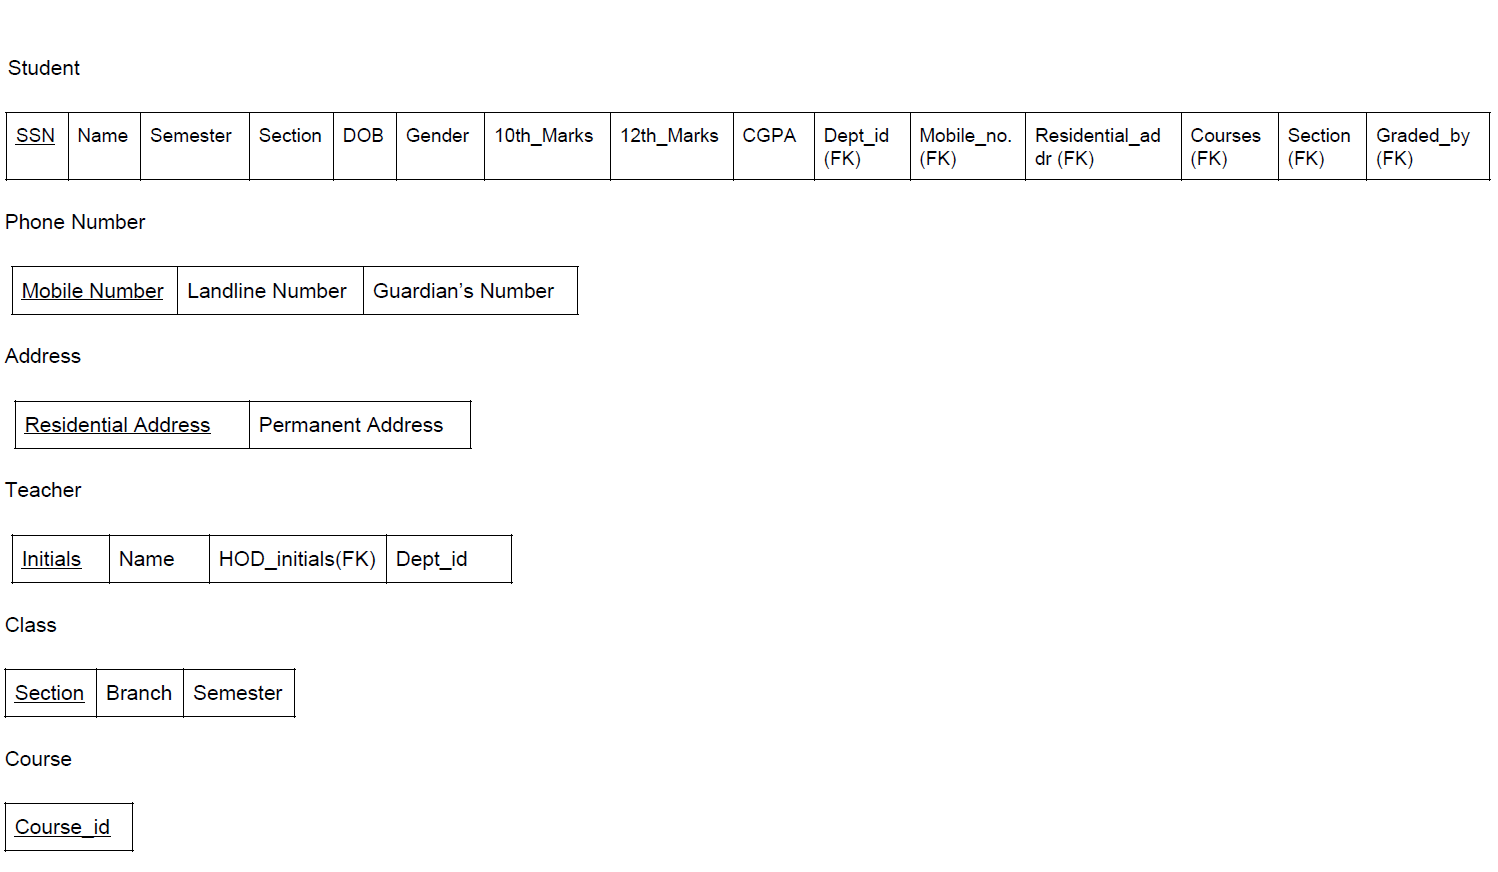 Student
SSN Name Semester Section DOB Gender 10th_Marks 12th_Marks CGPA Dept_id Mobile_no. Residential_ad Courses Section Graded_by
(FK) (FK) dr (FK) (FK) (FK) (FK)
Phone Number
Mobile Number Landline Number Guardian’s Number
Address
Residential Address Permanent Address
Teacher
Initials Name HOD_initials(FK) Dept_id
Class
Section Branch Semester
Course
Course_id